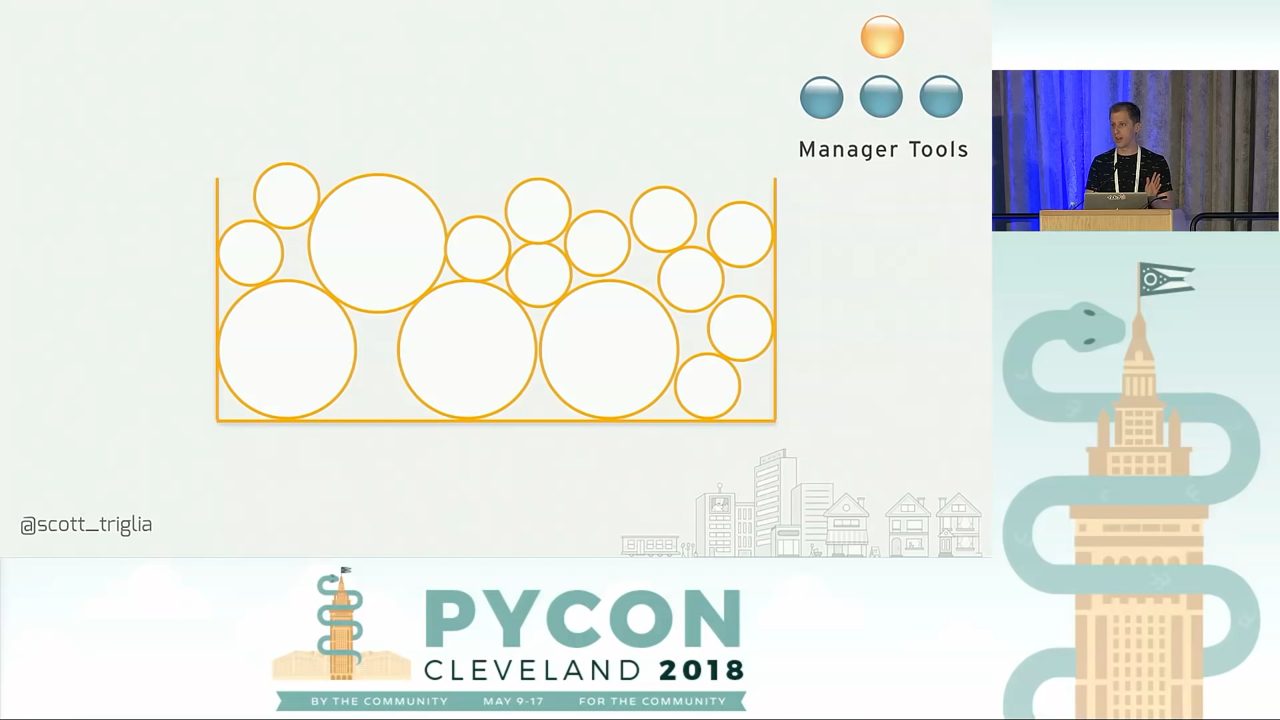 Manager Tools
@scott_triglia
PYCON
CLEVELAND 2018
BY THE COMMUNITY MAY 9-17 FOR THE COMMUNITY